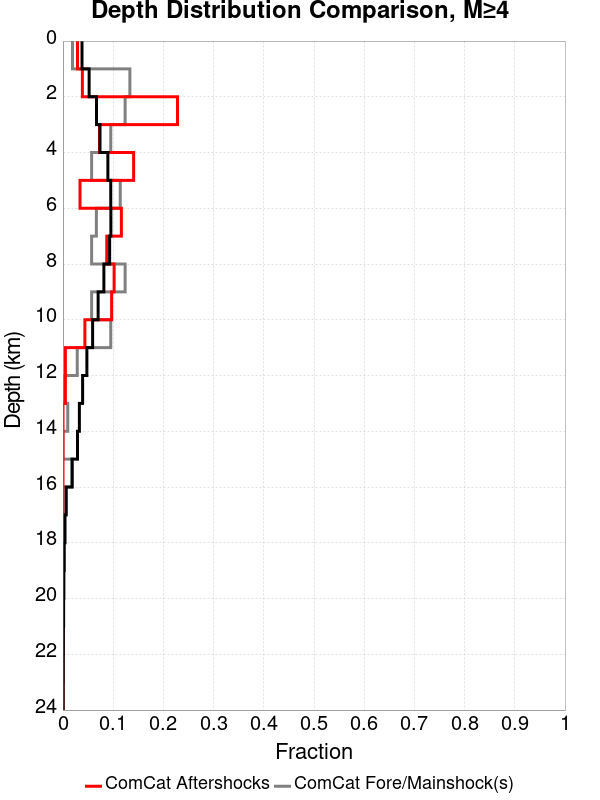 Depth Distribution Comparison, M≥4
0
2
4
6
8
10
12
14
16
18
20
22
24
Depth (km)
0 0.1 0.2 0.3 0.4 0.5 0.6 0.7 0.8 0.9 1
Fraction
ComCat Aftershocks ComCat Fore/Mainshock(s)